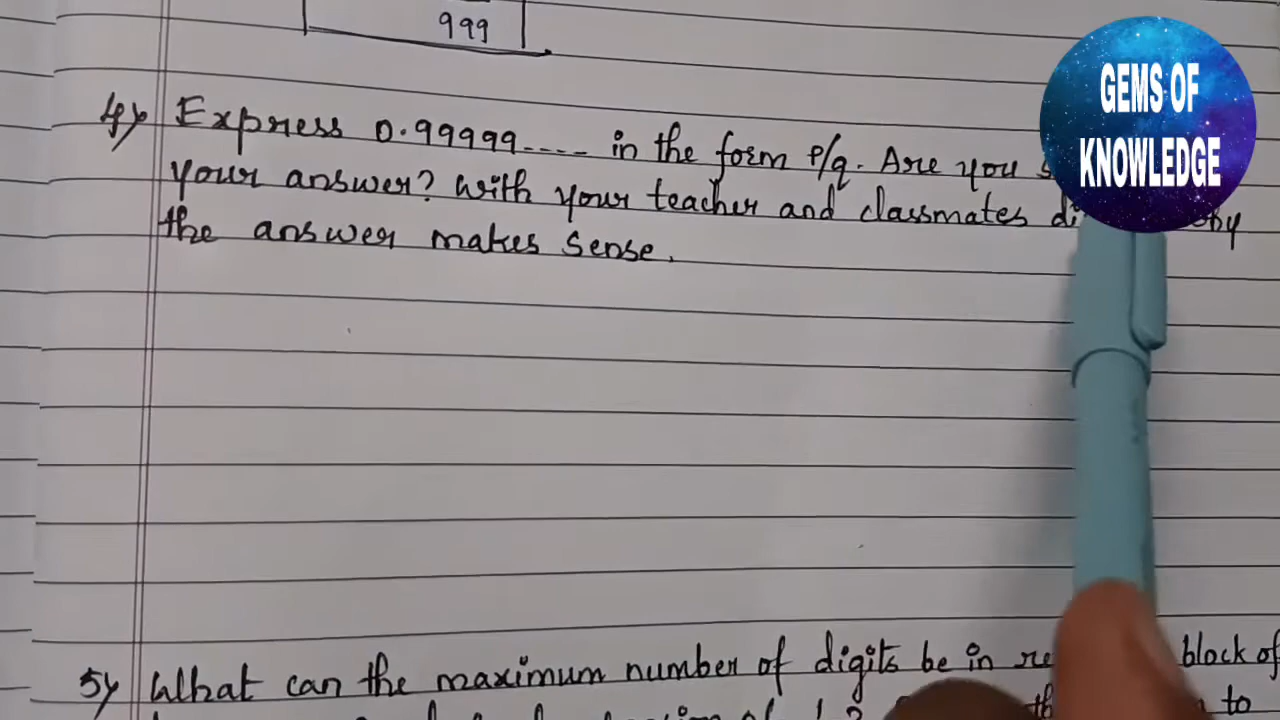 999
4) Express 0.99999.... in the form p/q. Are you
your answer? With your teacher and classmates
the answer makes sense.
5) What can the maximum number of digits be in block of
GEMS OF
KNOWLEDGE